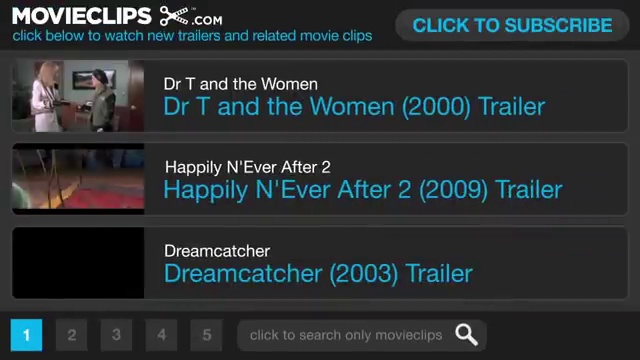 MOVIECLIPS .COM
click below to watch new trailers and related movie clips
CLICK TO SUBSCRIBE
Dr T and the Women
Dr T and the Women (2000) Trailer
Happily N'Ever After 2
Happily N'Ever After 2 (2009) Trailer
Dreamcatcher
Dreamcatcher (2003) Trailer
1 2 3 4 5 click to search only movieclips